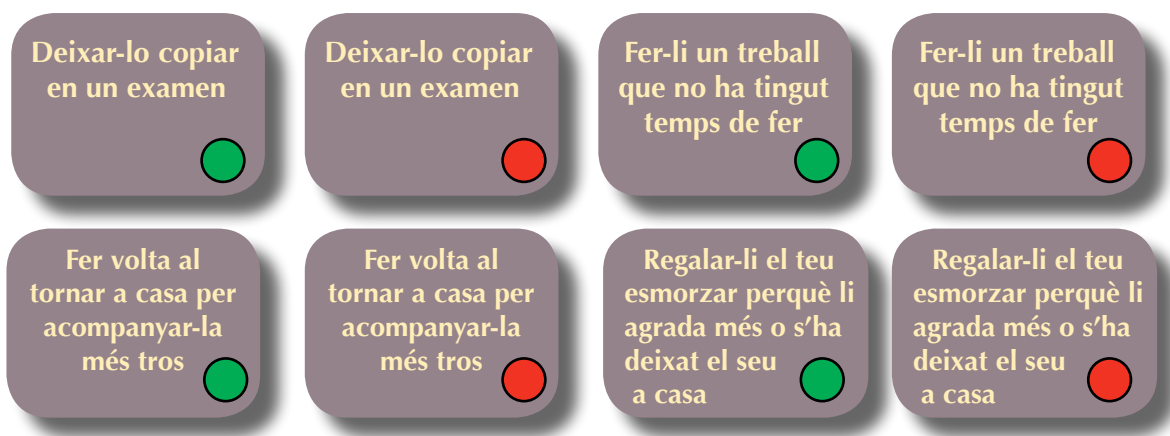 Deixar-lo copiar
en un examen
Deixar-lo copiar
en un examen
Fer-li un treball
que no ha tingut
temps de fer
Fer-li un treball
que no ha tingut
temps de fer
Fer volta al
tornar a casa per
acompanyar-la
més tros
Fer volta al
tornar a casa per
acompanyar-la
més tros
Regalar-li el teu
esmorzar perquè li
agrada més o s’ha
deixat el seu
a casa
Regalar-li el teu
esmorzar perquè li
agrada més o s’ha
deixat el seu
a casa